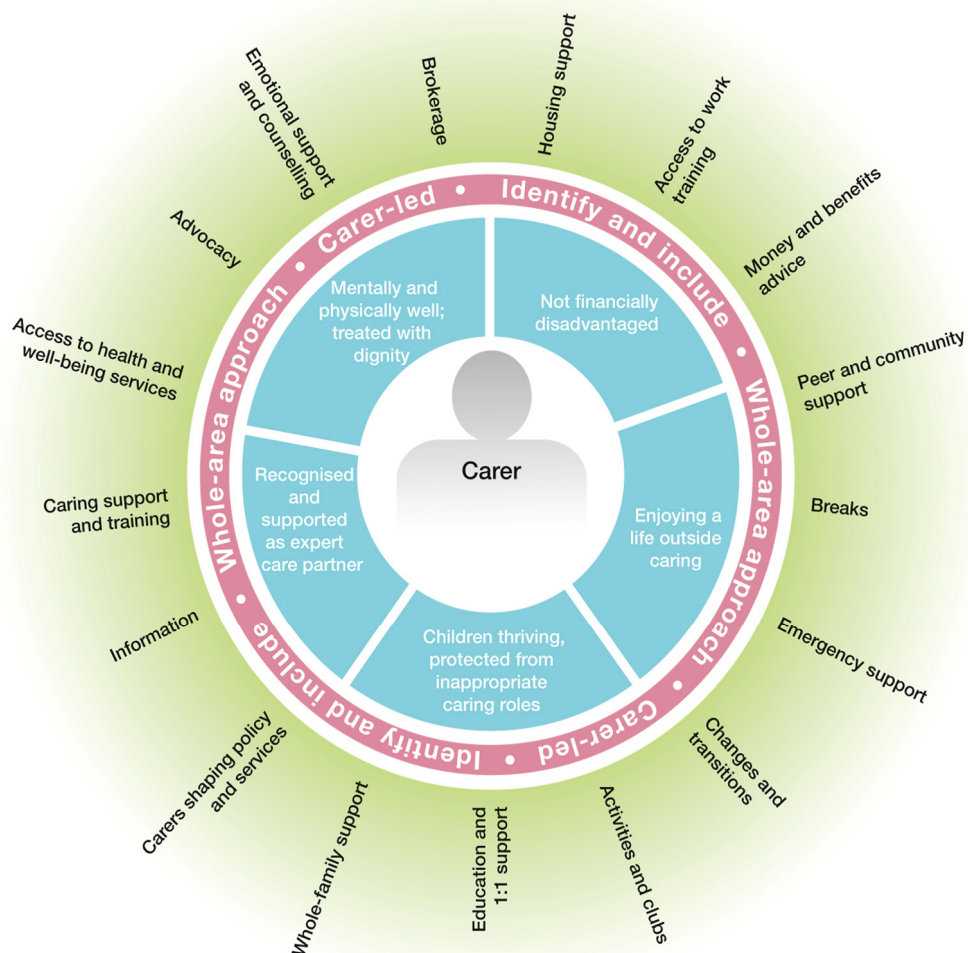 Emotional support
and counselling
Brokerage
Housing support
Access to work
training
Money and benefits
advice
Peer and community
support
Breaks
Emergency support
Changes and
transitions
Activities and clubs
Education and
1:1 support
Whole-family support
Carers shaping policy
and services
Information
Caring support
and training
Access to health and
well-being services
Advocacy
Identify and include • Whole-area approach • Carer-led • Identify and include • Whole-area approach • Carer-led •
Mentally and
physically well;
treated with
dignity
Not financially
disadvantaged
Enjoying a
life outside
caring
Children thriving,
protected from
inappropriate
caring roles
Recognised
and
supported
as expert
care partner
Carer